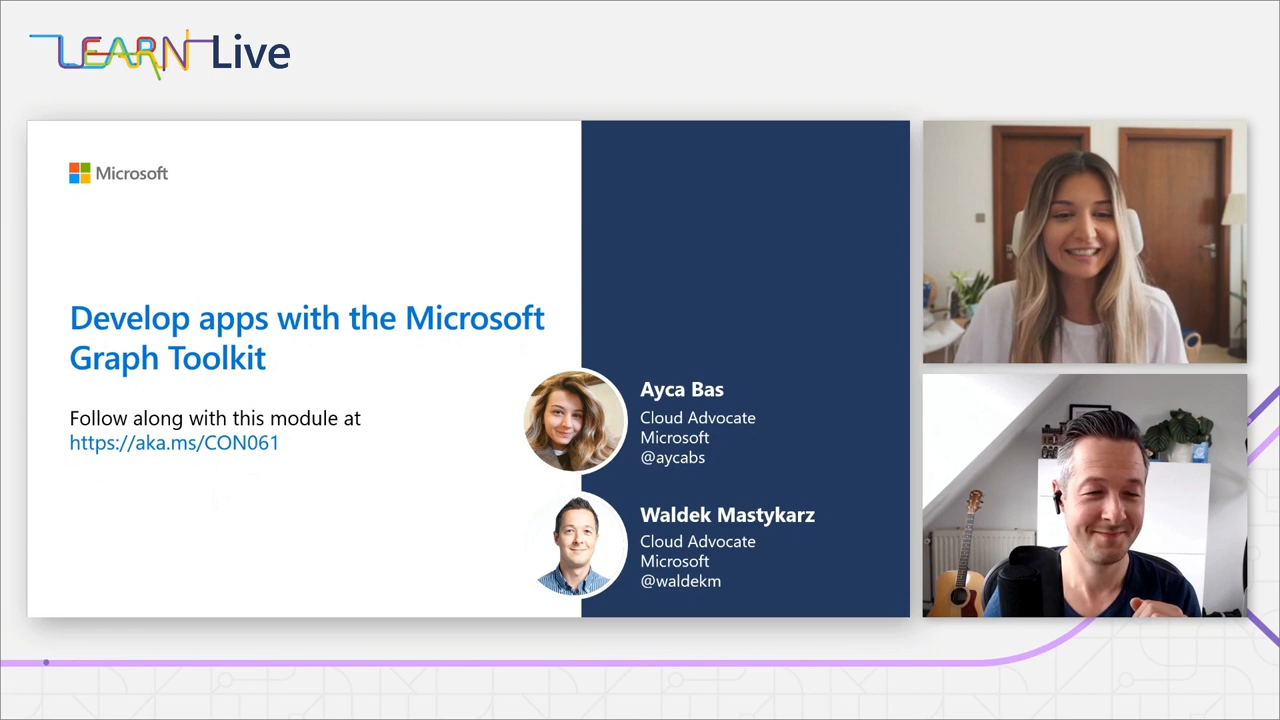 LEARN Live
Microsoft
Develop apps with the Microsoft
Graph Toolkit
Follow along with this module at
https://aka.ms/CON061
Ayca Bas
Cloud Advocate
Microsoft
@aycabs
Waldek Mastykarz
Cloud Advocate
Microsoft
@waldekm